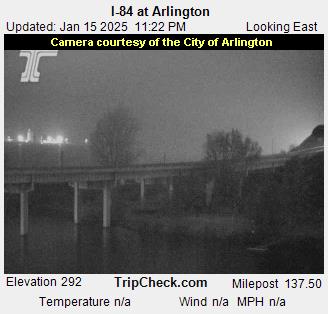 I-84 at Arlington
Updated: Jan 15 2025 11:22 PM Looking East
Camera courtesy of the City of Arlington
Elevation 292 TripCheck.com Milepost 137.50
Temperature n/a Wind n/a MPH n/a